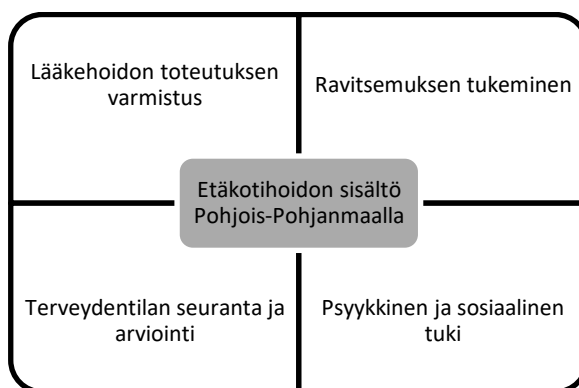 Lääkehoidon toteutuksen
varmistus
Ravitsemuksen tukeminen
Etäkotihoidon sisältö
Pohjois-Pohjanmaalla
Terveydentilan seuranta ja
arviointi
Psyykkinen ja sosiaalinen
tuki